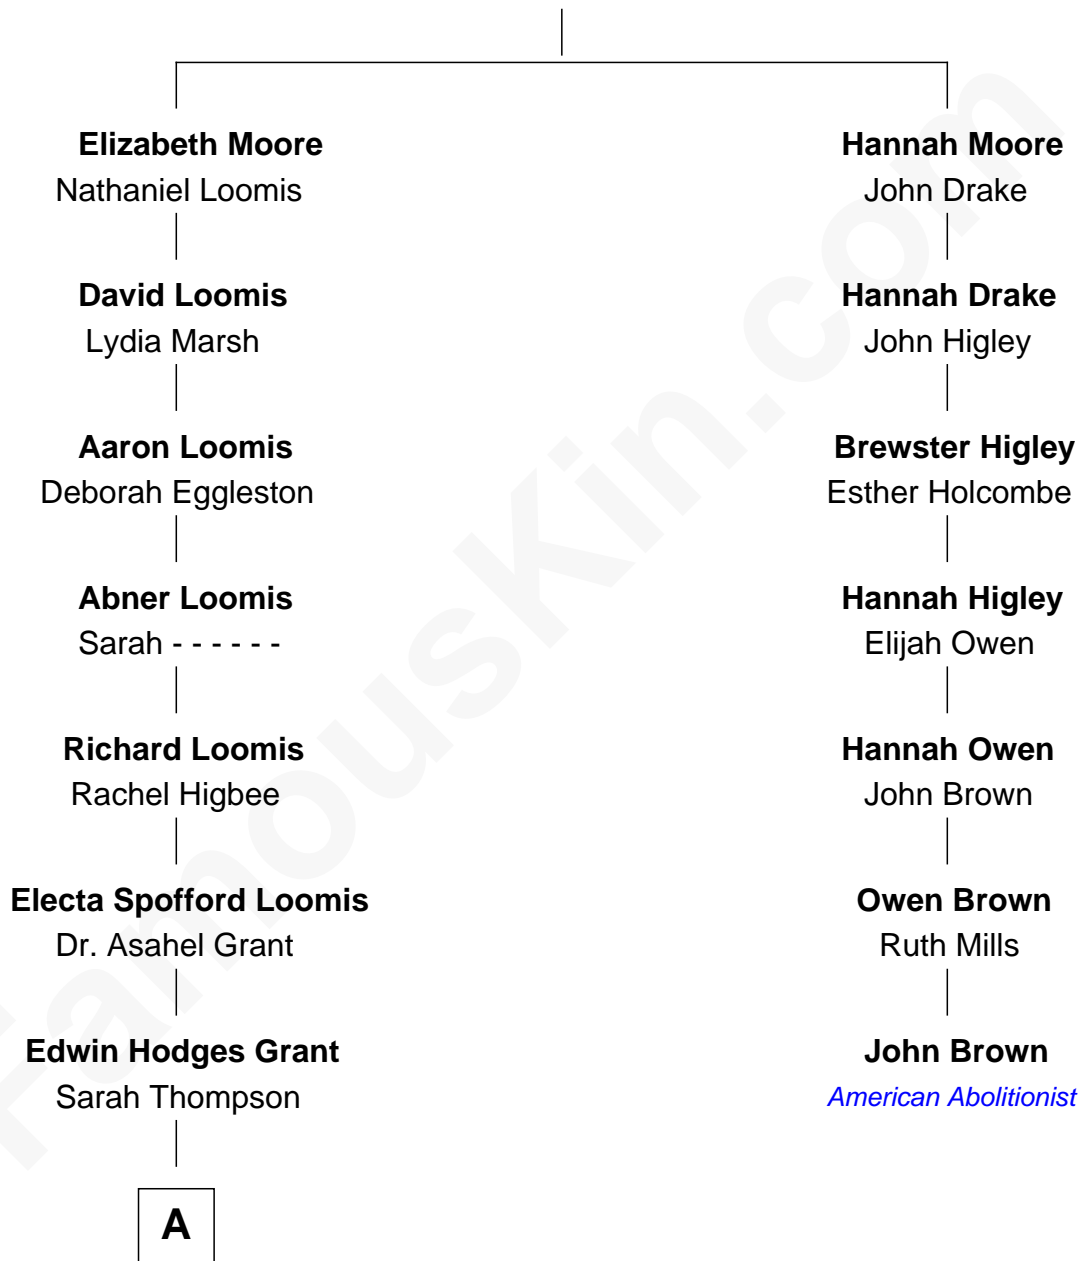 Elizabeth Moore
Nathaniel Loomis
David Loomis
Lydia Marsh
Aaron Loomis
Deborah Eggleston
Abner Loomis
Sarah - - - - - -
Richard Loomis
Rachel Higbee
Electa Spofford Loomis
Dr. Asahel Grant
Edwin Hodges Grant
Sarah Thompson
A
Hannah Moore
John Drake
Hannah Drake
John Higley
Brewster Higley
Esther Holcombe
Hannah Higley
Elijah Owen
Hannah Owen
John Brown
Owen Brown
Ruth Mills
John Brown
American Abolitionist
FamousKin.com